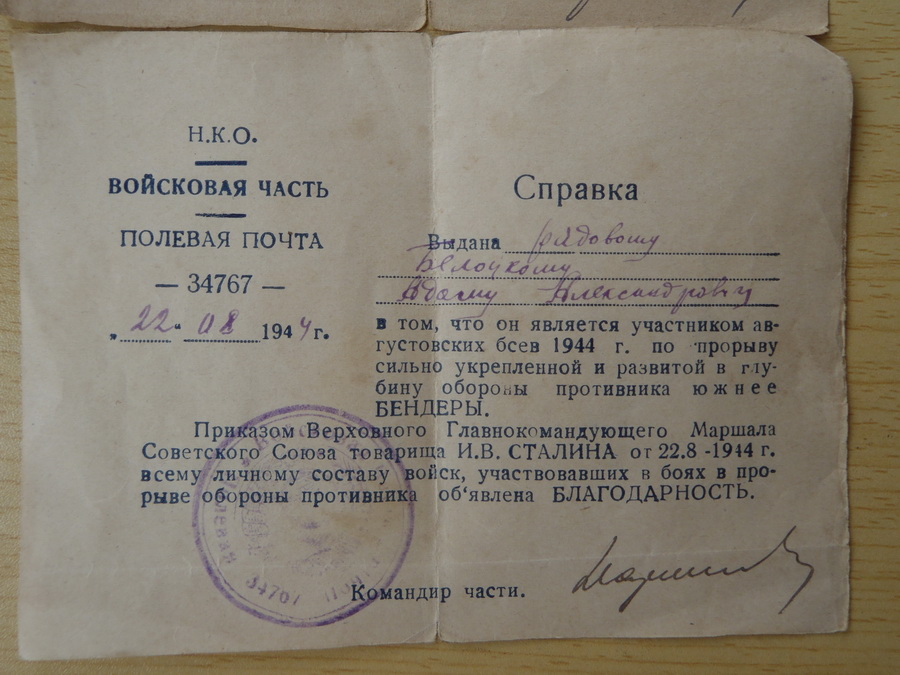 Н.К.О.
ВОЙСКОВАЯ ЧАСТЬ
ПОЛЕВАЯ ПОЧТА
— 34767 —
„ 22 “ 08 1944 г.
Справка
Выдана рядовому
Белоцкому
Адаму Александровичу
в том, что он является участником ав-
густовских боев 1944 г. по прорыву
сильно укрепленной и развитой в глу-
бину обороны противника южнее
БЕНДЕРЫ.
Приказом Верховного Главнокомандующего Маршала
Советского Союза товарища И.В. СТАЛИНА от 22.8 -1944 г.
всему личному составу войск, участвовавших в боях в про-
рыве обороны противника об‘явлена БЛАГОДАРНОСТЬ.
Командир части.
34767